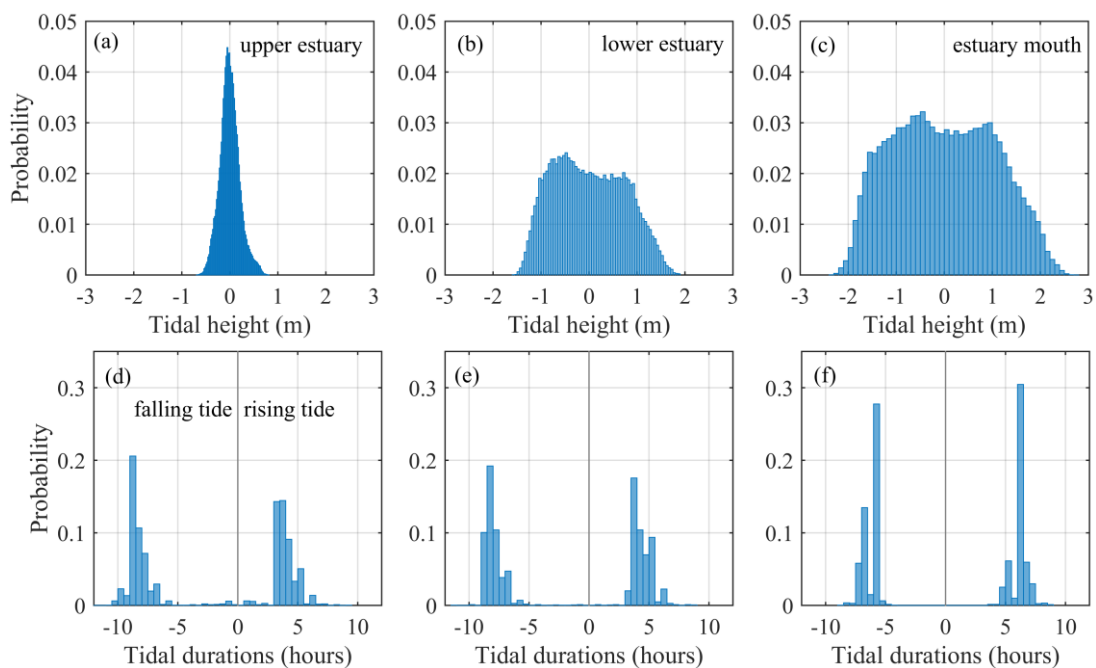 (a) upper estuary
0.05
0.04
0.03
0.02
0.01
0
Probability
-3 -2 -1 0 1 2 3
Tidal height (m)
(b) lower estuary
0.05
0.04
0.03
0.02
0.01
0
-3 -2 -1 0 1 2 3
Tidal height (m)
(c) estuary mouth
0.05
0.04
0.03
0.02
0.01
0
-3 -2 -1 0 1 2 3
Tidal height (m)
(d)
falling tide rising tide
0.3
0.2
0.1
0
Probability
-10 -5 0 5 10
Tidal durations (hours)
(e)
0.3
0.2
0.1
0
-10 -5 0 5 10
Tidal durations (hours)
(f)
0.3
0.2
0.1
0
-10 -5 0 5 10
Tidal durations (hours)